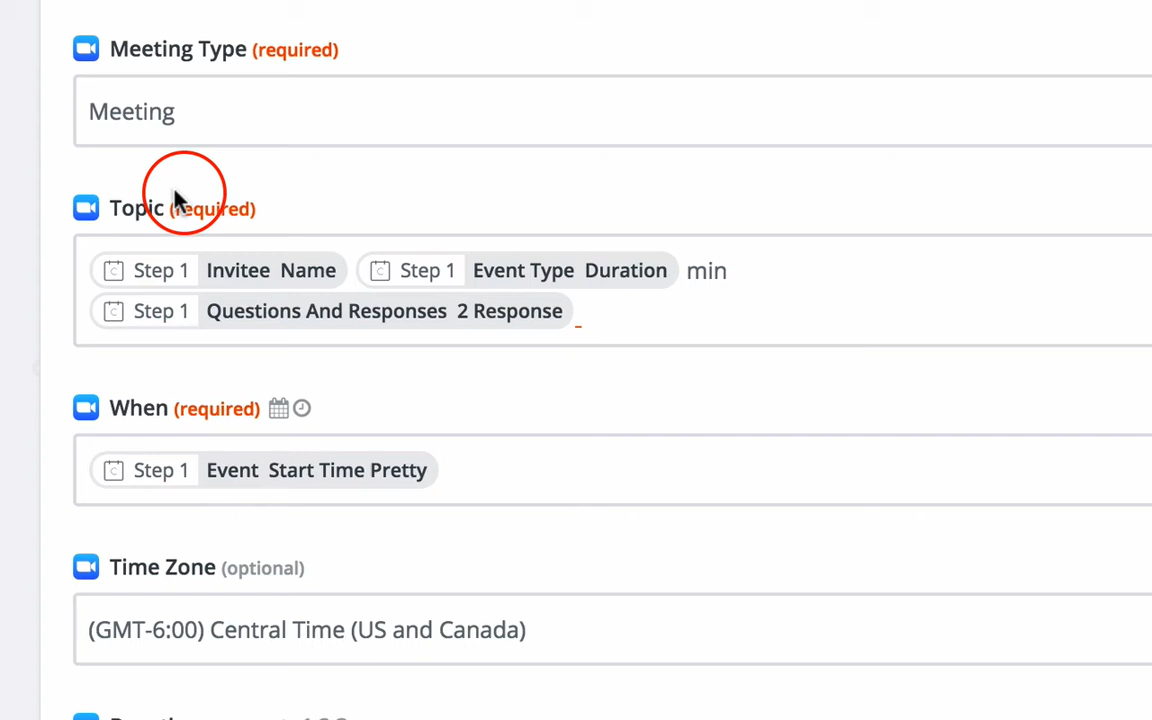 Meeting Type (required)
Meeting
Topic (required)
Step 1 Invitee Name Step 1 Event Type Duration min
Step 1 Questions And Responses 2 Response
When (required)
Step 1 Event Start Time Pretty
Time Zone (optional)
(GMT-6:00) Central Time (US and Canada)